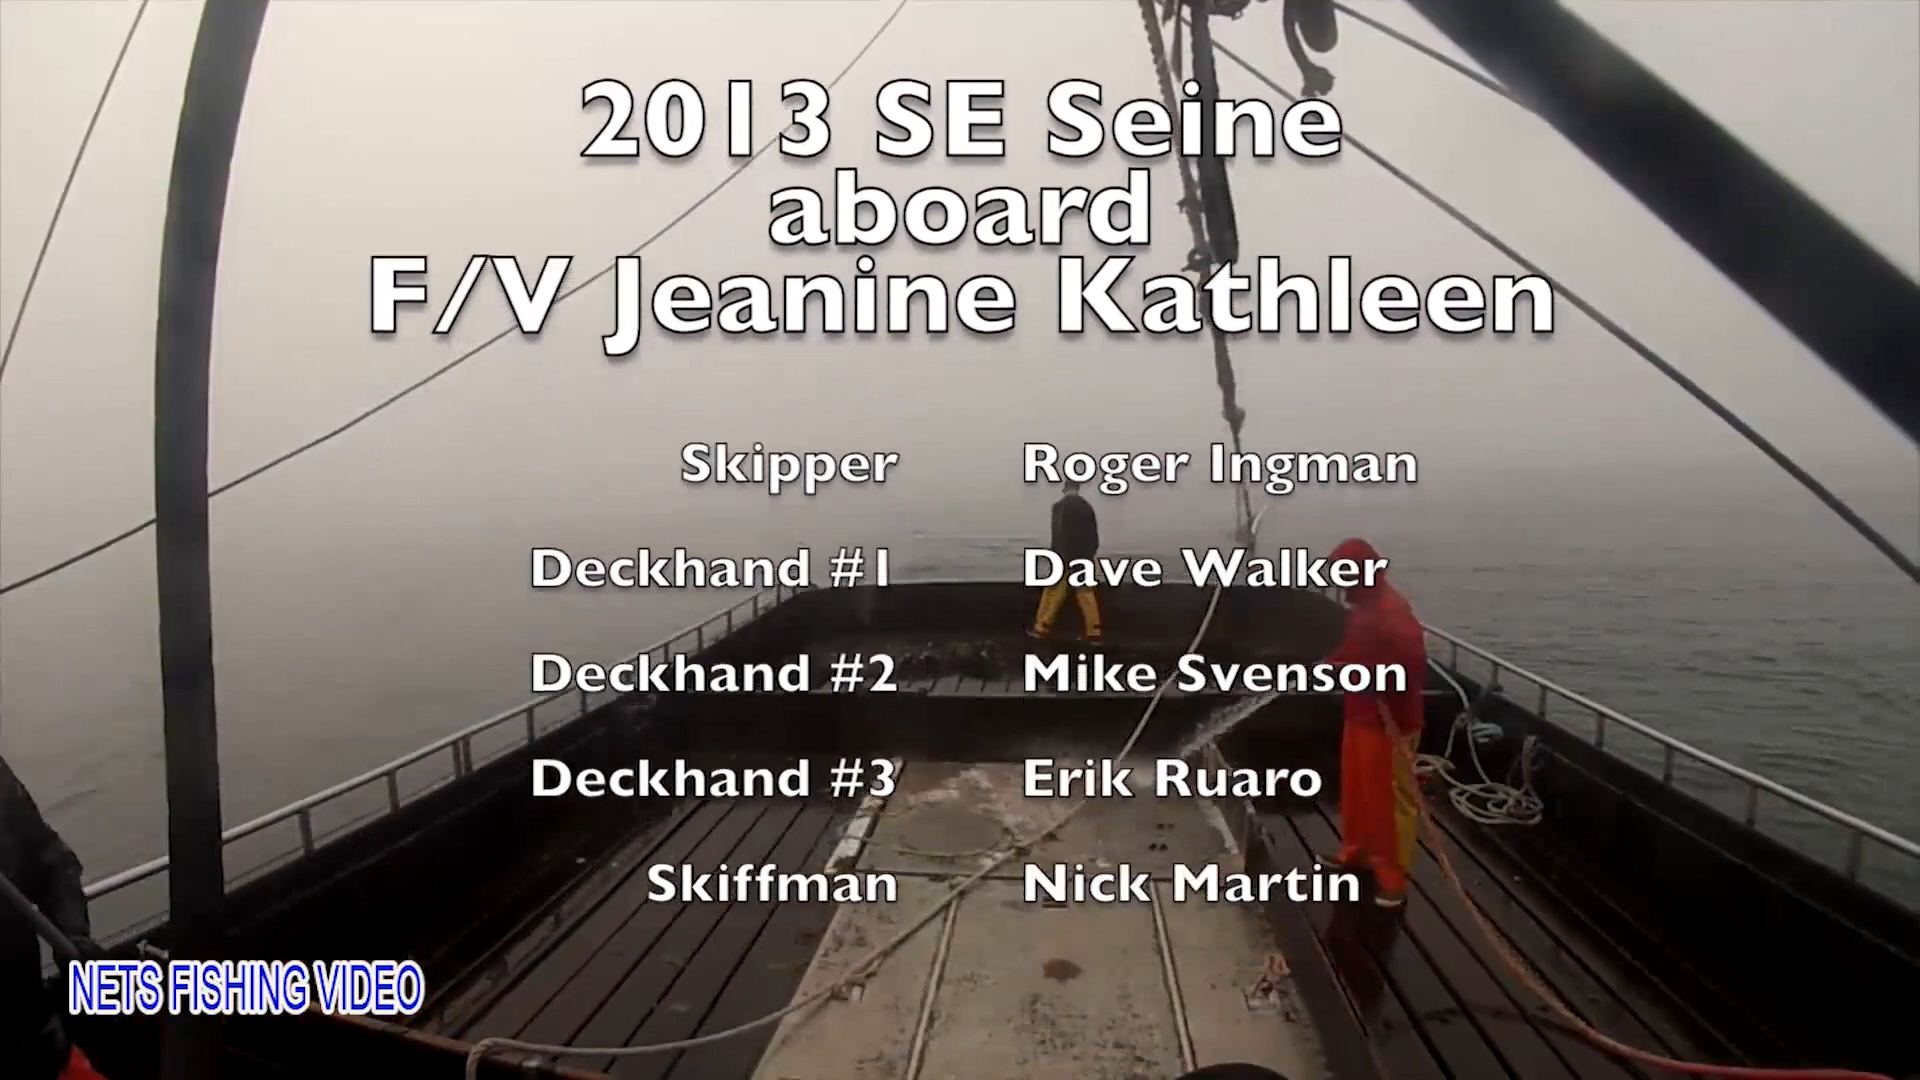 2013 SE Seine
aboard
F/V Jeanine Kathleen
Skipper Roger Ingman
Deckhand #1 Dave Walker
Deckhand #2 Mike Svenson
Deckhand #3 Erik Ruaro
Skiffman Nick Martin
NETS FISHING VIDEO